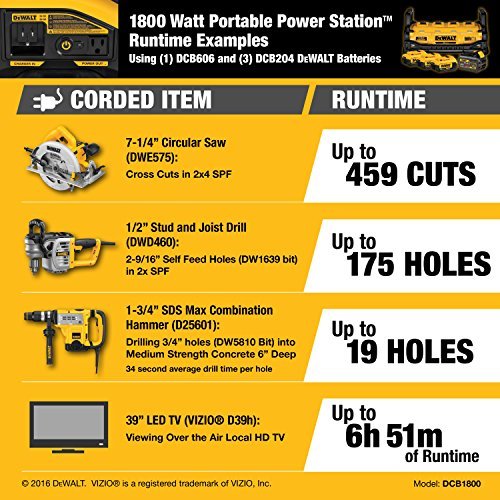 DEWALT
CHARGER IN
POWER OUT
1800 Watt Portable Power Station™
Runtime Examples
Using (1) DCB606 and (3) DCB204 DEWALT Batteries
DEWALT
CORDED ITEM
RUNTIME
7-1/4" Circular Saw
(DWE575):
Cross Cuts in 2x4 SPF
Up to
459 CUTS
1/2" Stud and Joist Drill
(DWD460):
2-9/16" Self Feed Holes (DW1639 bit)
in 2x SPF
Up to
175 HOLES
1-3/4" SDS Max Combination
Hammer (D25601):
Drilling 3/4" holes (DW5810 Bit) into
Medium Strength Concrete 6" Deep
34 second average drill time per hole
Up to
19 HOLES
39" LED TV (VIZIO® D39h):
Viewing Over the Air Local HD TV
Up to
6h 51m
of Runtime
© 2016 DEWALT. VIZIO® is a registered trademark of VIZIO, Inc.
Model: DCB1800